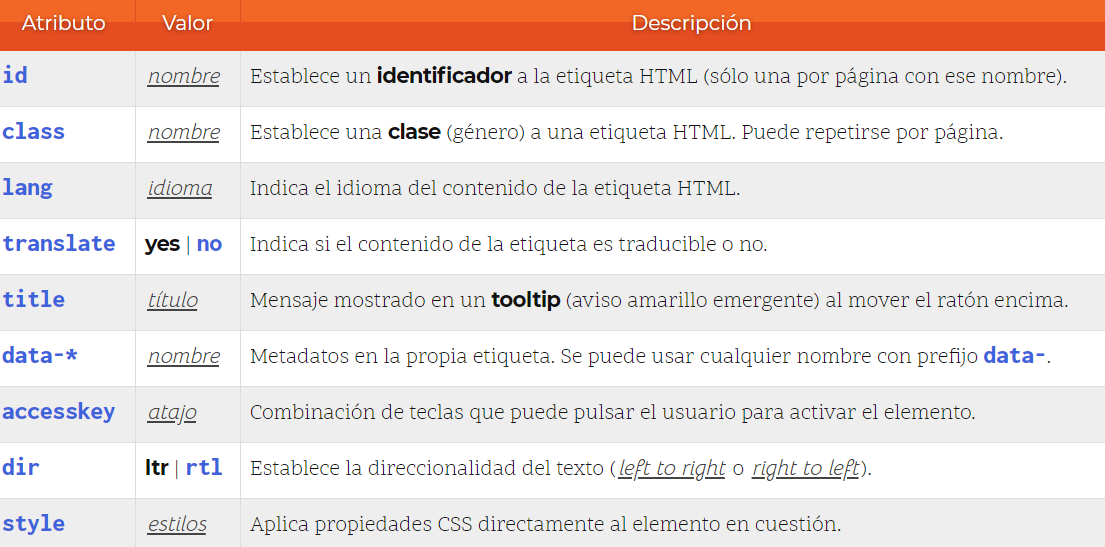 Atributo Valor Descripción
id nombre Establece un identificador a la etiqueta HTML (sólo una por página con ese nombre).
class nombre Establece una clase (género) a una etiqueta HTML. Puede repetirse por página.
lang idioma Indica el idioma del contenido de la etiqueta HTML.
translate yes | no Indica si el contenido de la etiqueta es traducible o no.
title título Mensaje mostrado en un tooltip (aviso amarillo emergente) al mover el ratón encima.
data-* nombre Metadatos en la propia etiqueta. Se puede usar cualquier nombre con prefijo data-.
accesskey atajo Combinación de teclas que puede pulsar el usuario para activar el elemento.
dir ltr | rtl Establece la direccionalidad del texto (left to right o right to left).
style estilos Aplica propiedades CSS directamente al elemento en cuestión.